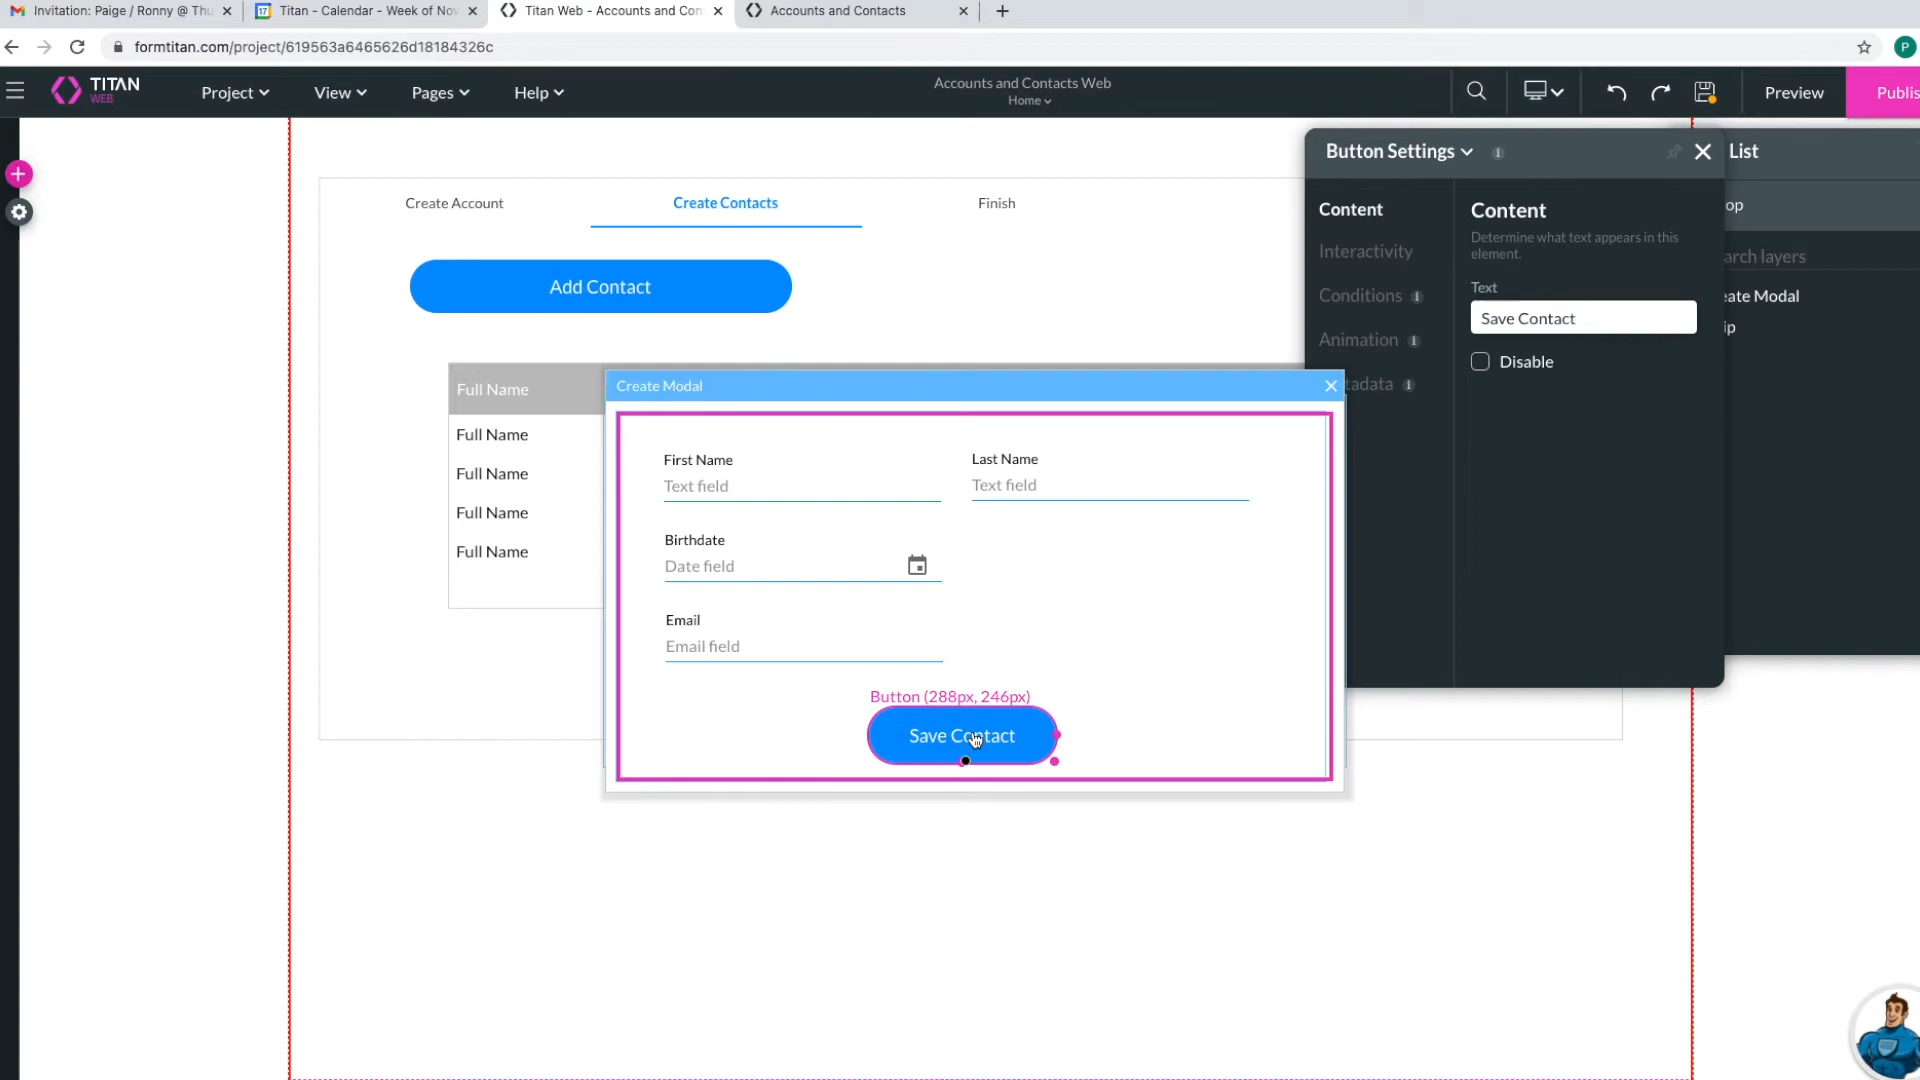 Invitation: Paige / Ronny @ Thu
Titan - Calendar - Week of Nov
Titan Web - Accounts and Con
Accounts and Contacts
formtitan.com/project/619563a6465626d18184326c
P
TITAN
WEB
Project
View
Pages
Help
Accounts and Contacts Web
Home
Preview
Publis
Button Settings
List
Create Account
Create Contacts
Finish
Content
Interactivity
Conditions
Animation
tadata
Content
Determine what text appears in this
element.
Text
Save Contact
Disable
op
arch layers
eate Modal
ip
Add Contact
Full Name
Full Name
Full Name
Full Name
Full Name
Create Modal
First Name
Text field
Last Name
Text field
Birthdate
Date field
Email
Email field
Button (288px, 246px)
Save Contact